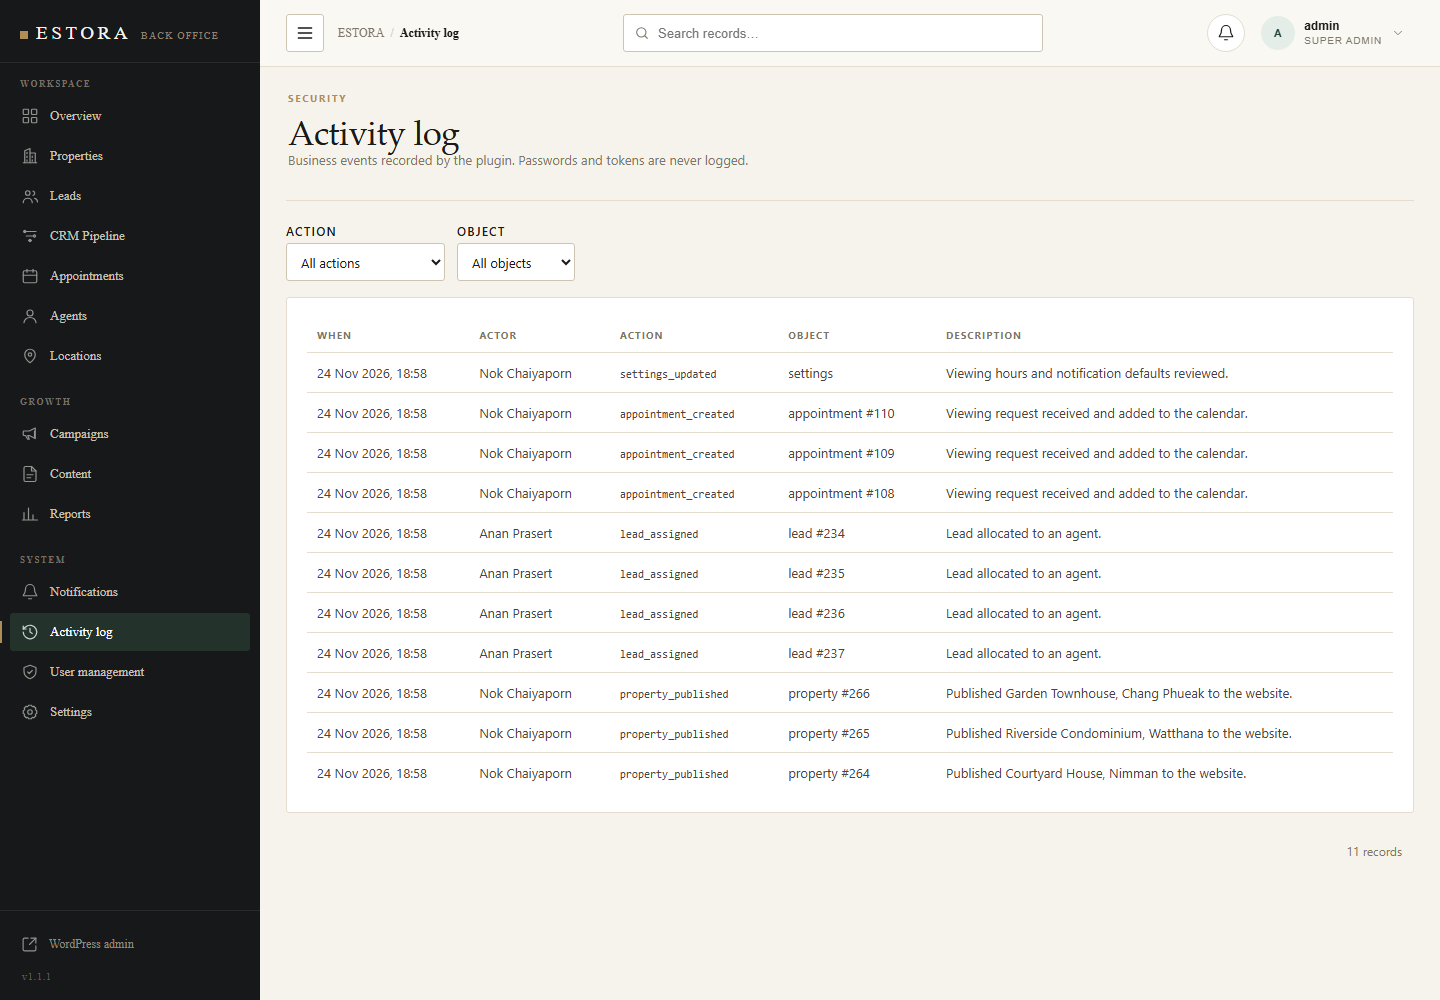 ESTORA BACK OFFICE
WORKSPACE
Overview
Properties
Leads
CRM Pipeline
Appointments
Agents
Locations
GROWTH
Campaigns
Content
Reports
SYSTEM
Notifications
Activity log
User management
Settings
WordPress admin
v1.1.1
ESTORA / Activity log
Search records...
A
admin
SUPER ADMIN
SECURITY
Activity log
Business events recorded by the plugin. Passwords and tokens are never logged.
ACTION OBJECT
All actions All objects
WHEN ACTOR ACTION OBJECT DESCRIPTION
24 Nov 2026, 18:58 Nok Chaiyaporn settings_updated settings Viewing hours and notification defaults reviewed.
24 Nov 2026, 18:58 Nok Chaiyaporn appointment_created appointment #110 Viewing request received and added to the calendar.
24 Nov 2026, 18:58 Nok Chaiyaporn appointment_created appointment #109 Viewing request received and added to the calendar.
24 Nov 2026, 18:58 Nok Chaiyaporn appointment_created appointment #108 Viewing request received and added to the calendar.
24 Nov 2026, 18:58 Anan Prasert lead_assigned lead #234 Lead allocated to an agent.
24 Nov 2026, 18:58 Anan Prasert lead_assigned lead #235 Lead allocated to an agent.
24 Nov 2026, 18:58 Anan Prasert lead_assigned lead #236 Lead allocated to an agent.
24 Nov 2026, 18:58 Anan Prasert lead_assigned lead #237 Lead allocated to an agent.
24 Nov 2026, 18:58 Nok Chaiyaporn property_published property #266 Published Garden Townhouse, Chang Phueak to the website.
24 Nov 2026, 18:58 Nok Chaiyaporn property_published property #265 Published Riverside Condominium, Watthana to the website.
24 Nov 2026, 18:58 Nok Chaiyaporn property_published property #264 Published Courtyard House, Nimman to the website.
11 records